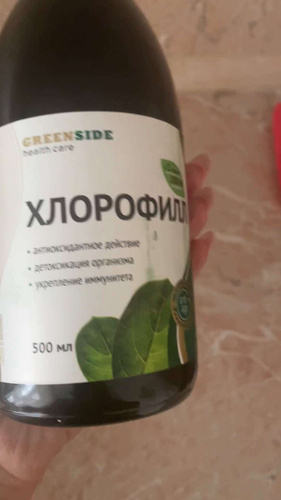 GREENSIDE
health care
ХЛОРОФИЛЛ
• антиоксидантное действие
• детоксикация организма
• укрепление иммунитета
500 мл